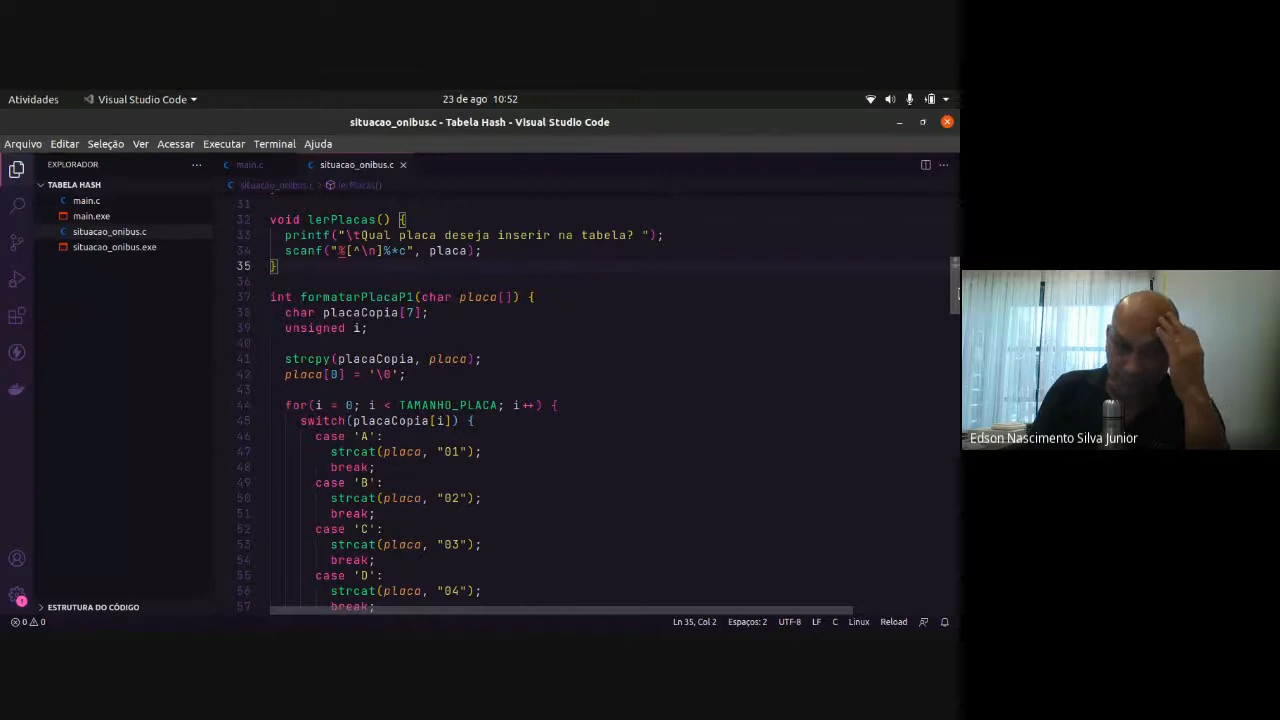 Atividades
Visual Studio Code
23 de ago 10:52
situacao_onibus.c - Tabela Hash - Visual Studio Code
Arquivo Editar Seleção Ver Acessar Executar Terminal Ajuda
EXPLORADOR
TABELA HASH
main.c
main.exe
situacao_onibus.c
situacao_onibus.exe
ESTRUTURA DO CÓDIGO
main.c
situacao_onibus.c
situacao_onibus.c > lerPlacas()
31
32 void lerPlacas() {
33 printf("\tQual placa deseja inserir na tabela? ");
34 scanf("%[^\n]%*c", placa);
35 }
36
37 int formatarPlacaP1(char placa[]) {
38 char placaCopia[7];
39 unsigned i;
40
41 strcpy(placaCopia, placa);
42 placa[0] = '\0';
43
44 for(i = 0; i < TAMANHO_PLACA; i++) {
45 switch(placaCopia[i]) {
46 case 'A':
47 strcat(placa, "01");
48 break;
49 case 'B':
50 strcat(placa, "02");
51 break;
52 case 'C':
53 strcat(placa, "03");
54 break;
55 case 'D':
56 strcat(placa, "04");
57 break;
0 0
Ln 35, Col 2 Espaços: 2 UTF-8 LF C Linux Reload
1
Edson Nascimento Silva Junior